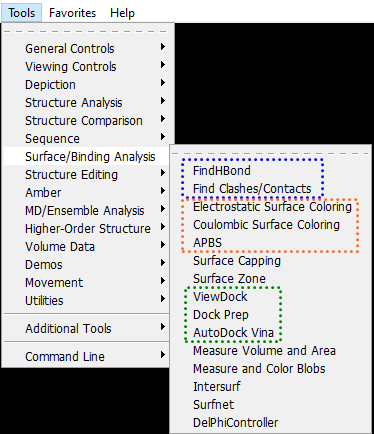 Tools Favorites Help
General Controls
Viewing Controls
Depiction
Structure Analysis
Structure Comparison
Sequence
Surface/Binding Analysis
Structure Editing
Amber
MD/Ensemble Analysis
Higher-Order Structure
Volume Data
Demos
Movement
Utilities
Additional Tools
Command Line
FindHBond
Find Clashes/Contacts
Electrostatic Surface Coloring
Coulombic Surface Coloring
APBS
Surface Capping
Surface Zone
ViewDock
Dock Prep
AutoDock Vina
Measure Volume and Area
Measure and Color Blobs
Intersurf
Surfnet
DelPhiController